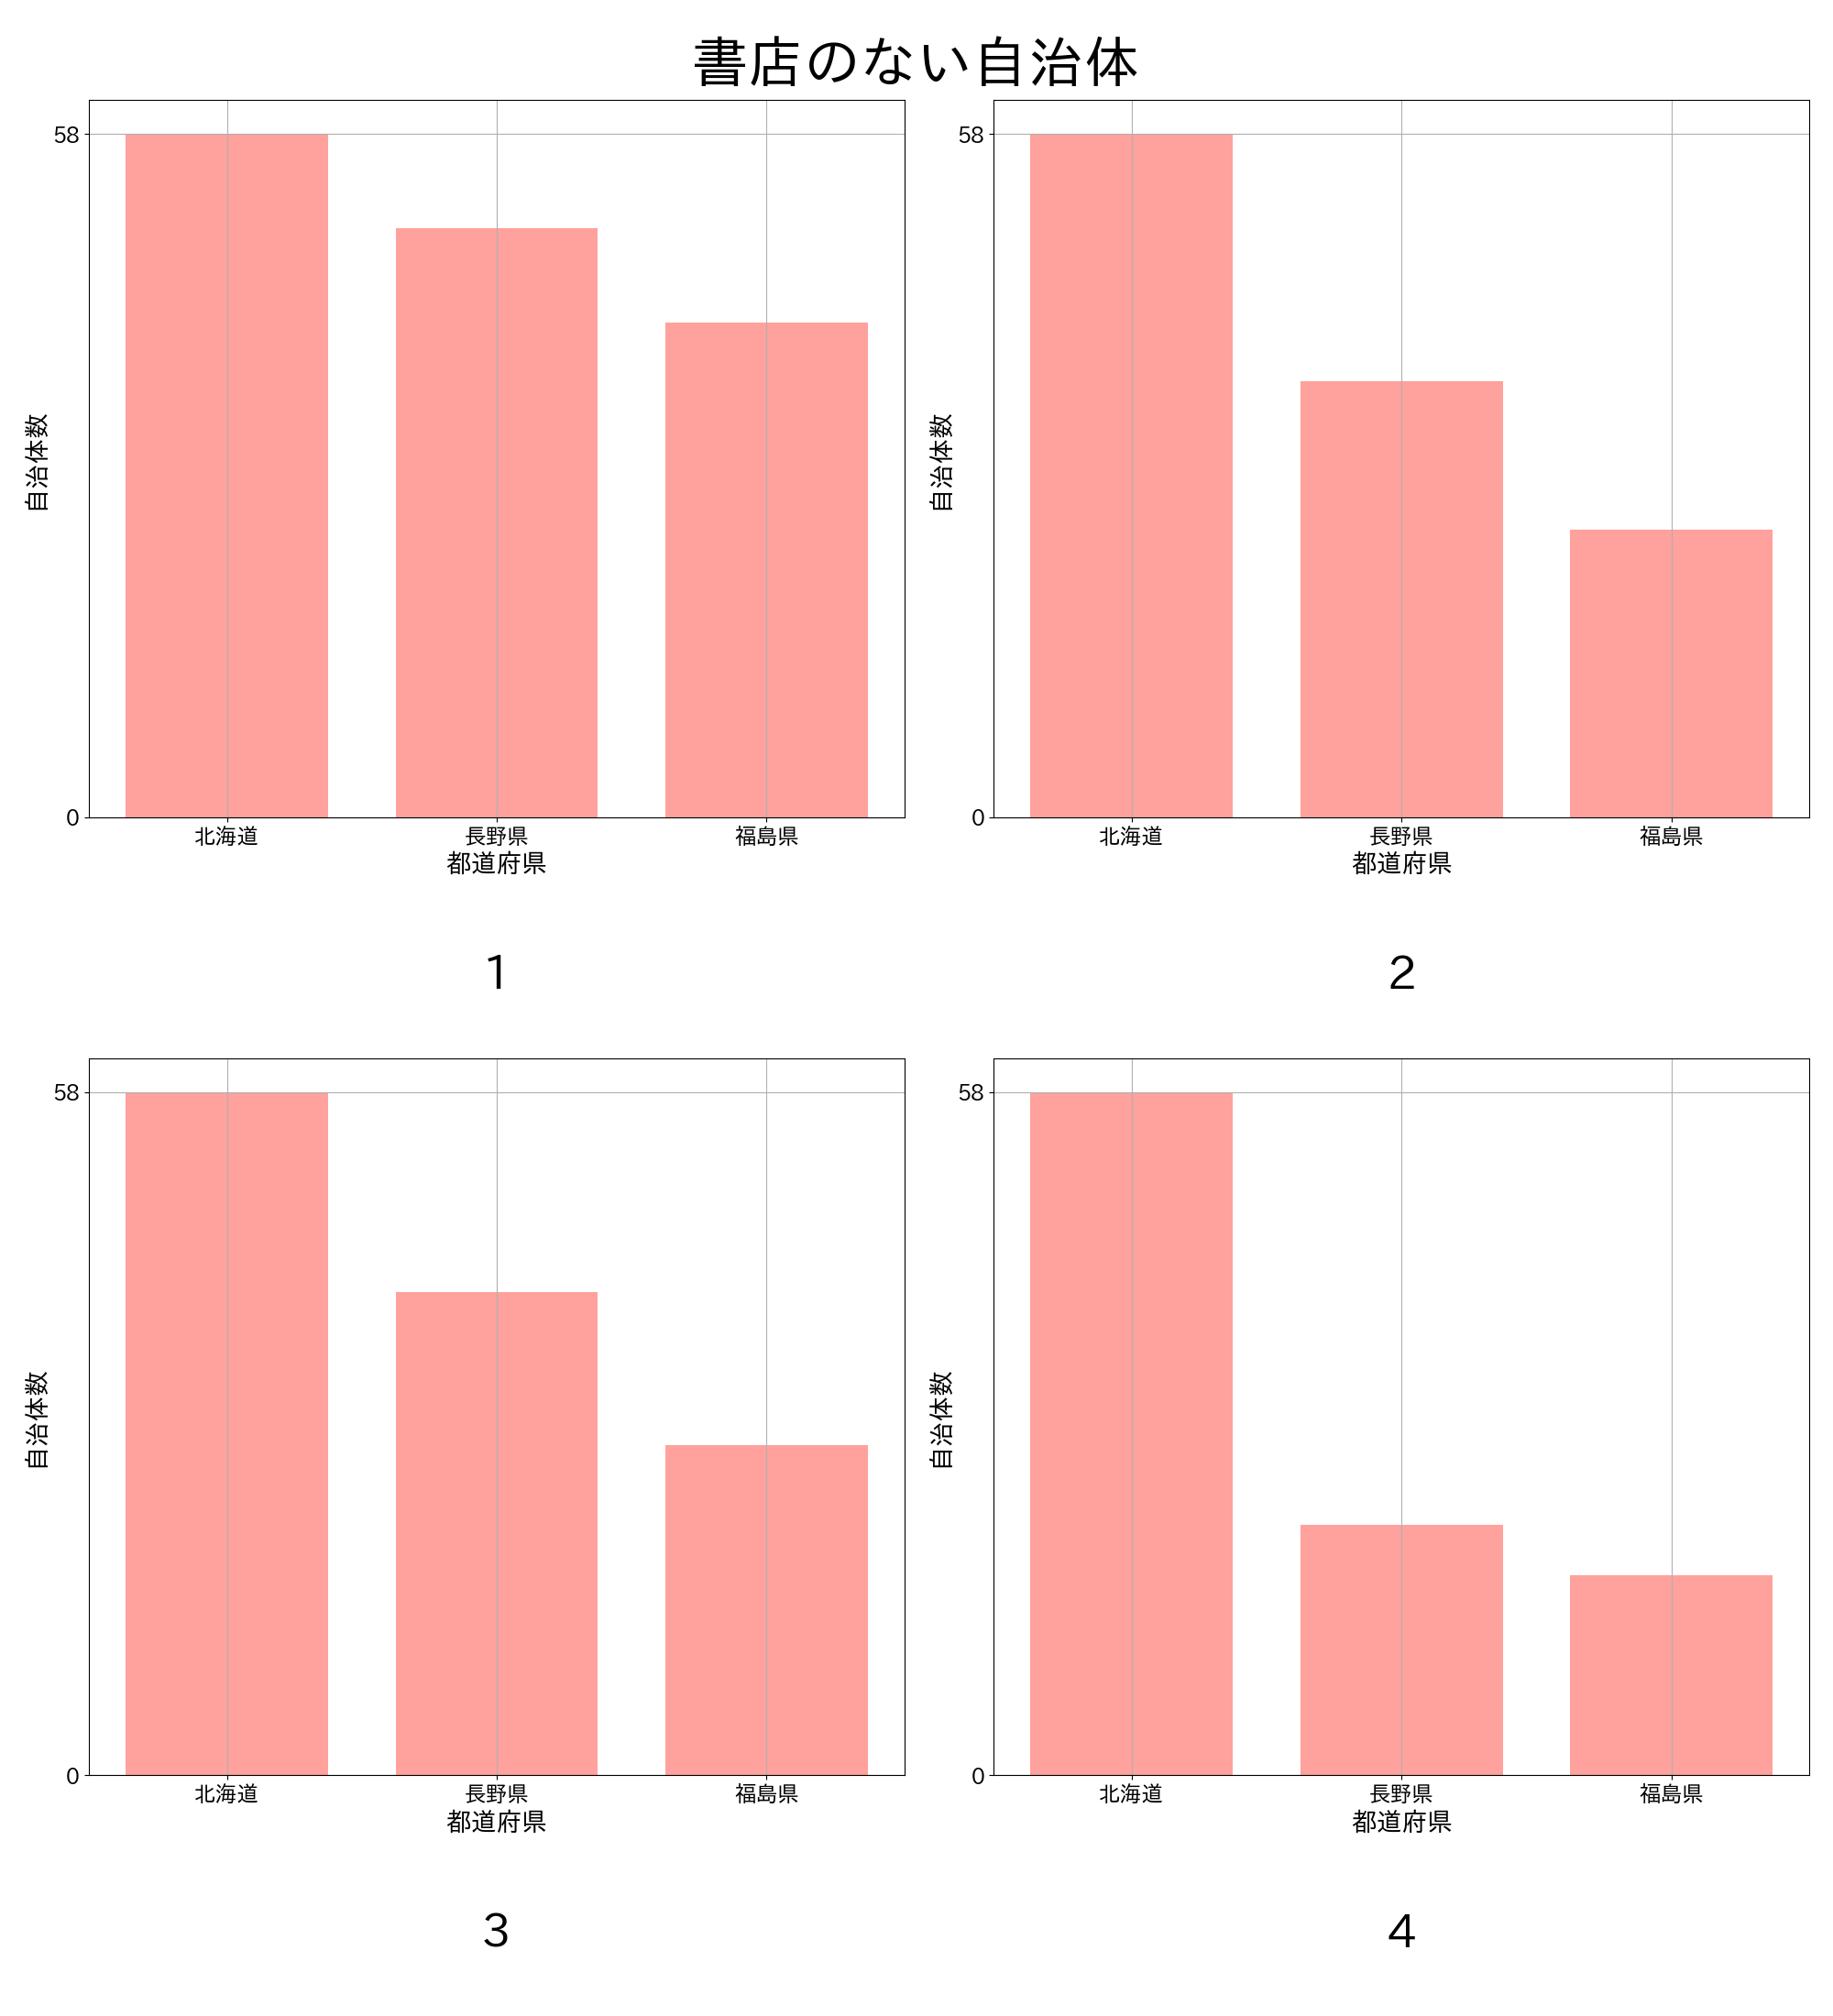 書店のない自治体
58
0
自治体数
北海道
長野県
福島県
都道府県
1
58
0
自治体数
北海道
長野県
福島県
都道府県
2
58
0
自治体数
北海道
長野県
福島県
都道府県
3
58
0
自治体数
北海道
長野県
福島県
都道府県
4